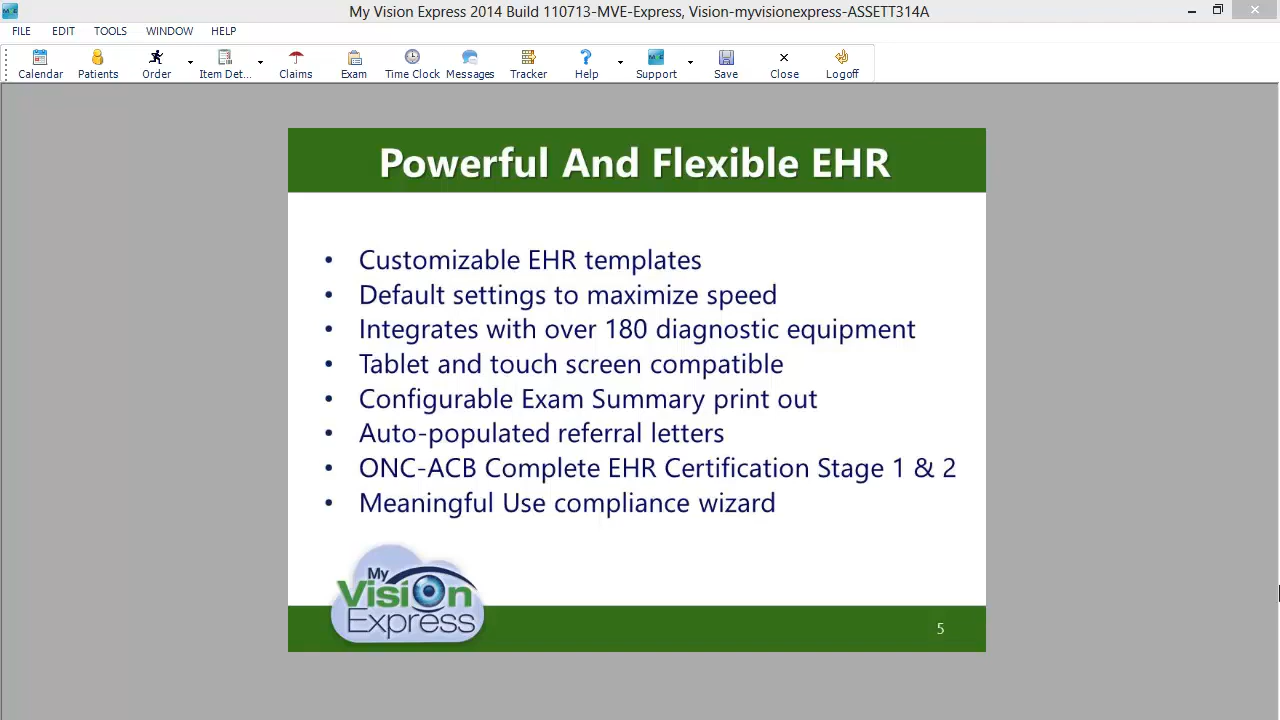 My Vision Express 2014 Build 110713-MVE-Express, Vision-myvisionexpress-ASSETT314A
FILE EDIT TOOLS WINDOW HELP
Calendar Patients Order Item Det... Claims Exam Time Clock Messages Tracker Help Support Save Close Logoff
Powerful And Flexible EHR
• Customizable EHR templates
• Default settings to maximize speed
• Integrates with over 180 diagnostic equipment
• Tablet and touch screen compatible
• Configurable Exam Summary print out
• Auto-populated referral letters
• ONC-ACB Complete EHR Certification Stage 1 & 2
• Meaningful Use compliance wizard
My
Vision
Express
5